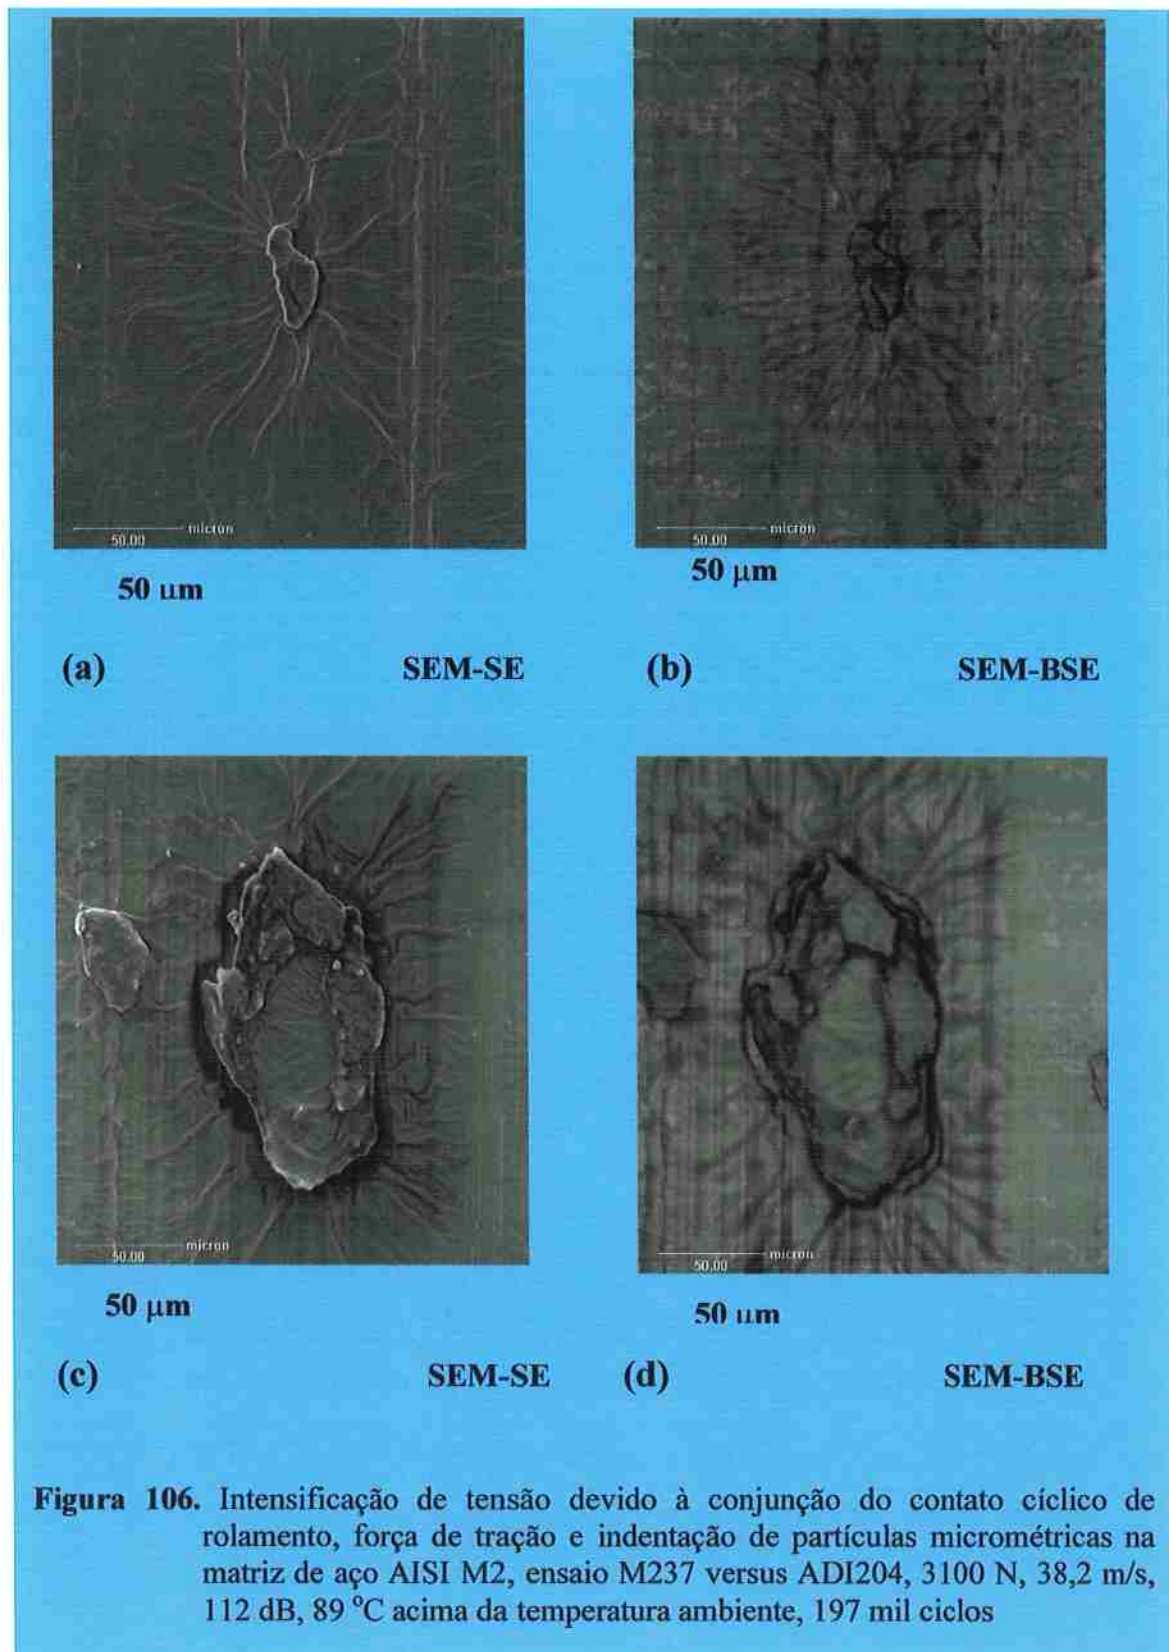 micron
50.00
micron
50.00
50 µm
50 µm
(a) SEM-SE
(b) SEM-BSE
micron
50.00
micron
50.00
50 µm
50 µm
(c) SEM-SE
(d) SEM-BSE
Figura 106. Intensificação de tensão devido à conjunção do contato cíclico de
rolamento, força de tração e indentação de partículas micrométricas na
matriz de aço AISI M2, ensaio M237 versus ADI204, 3100 N, 38,2 m/s,
112 dB, 89 °C acima da temperatura ambiente, 197 mil ciclos